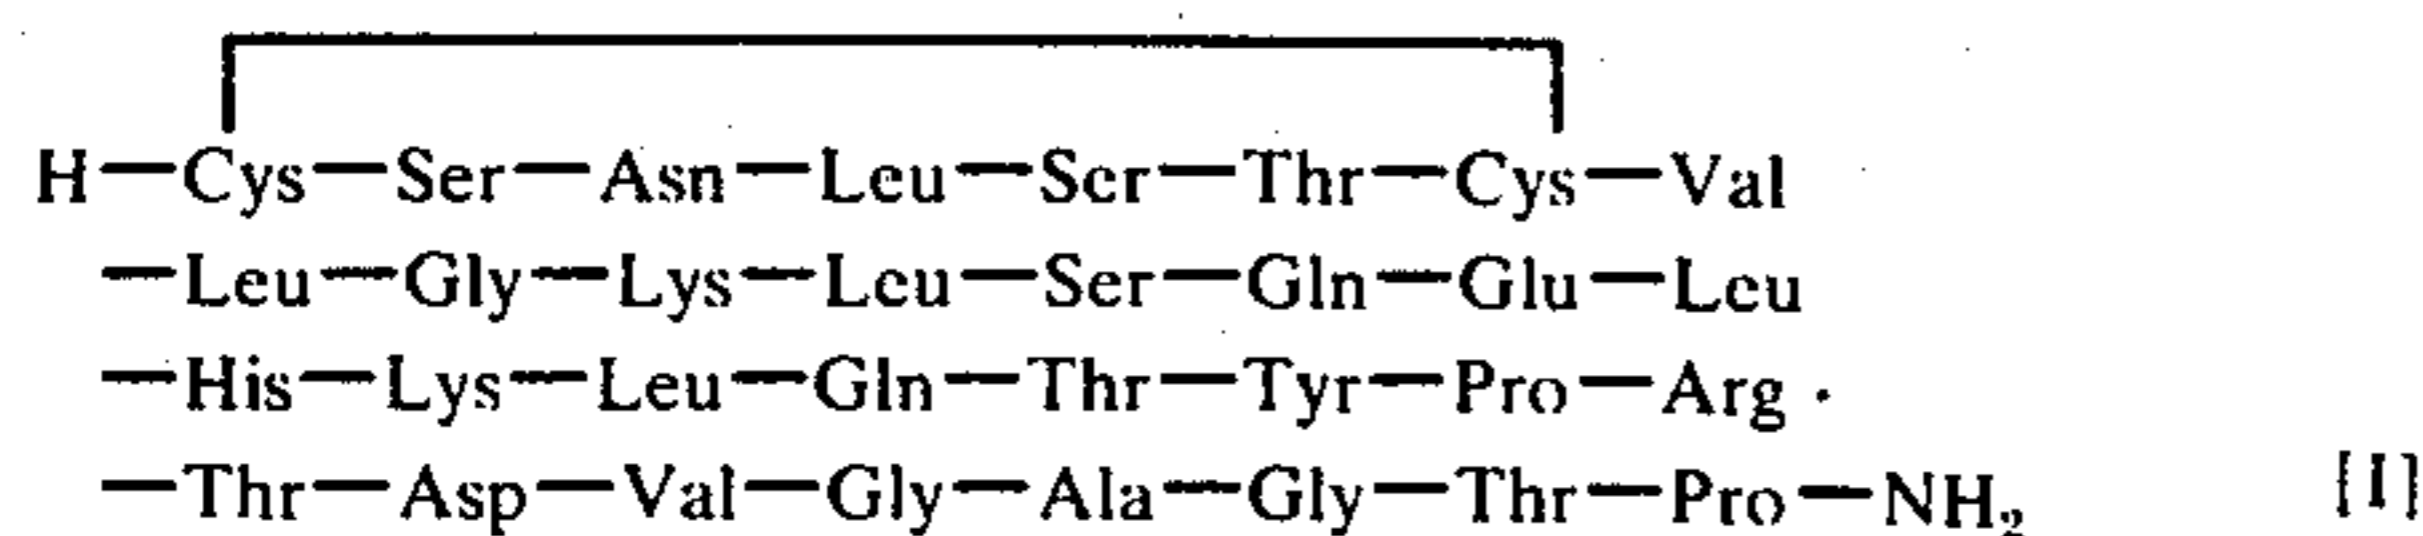 H—Cys—Ser—Asn—Leu—Ser—Thr—Cys—Val
—Leu—Gly—Lys—Leu—Ser—Gln—Glu—Leu
—His—Lys—Leu—Gln—Thr—Tyr—Pro—Arg
—Thr—Asp—Val—Gly—Ala—Gly—Thr—Pro—NH₂ [I]